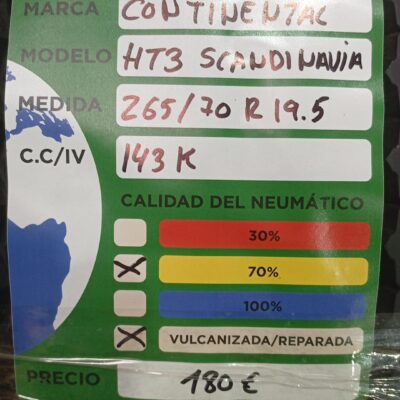 MARCA CONTINENTAL
MODELO HT3 SCANDINAVIA
MEDIDA 265/70 R 19.5
C.C/IV 143 K
CALIDAD DEL NEUMÁTICO
30%
X 70%
100%
X VULCANIZADA/REPARADA
PRECIO 180 €